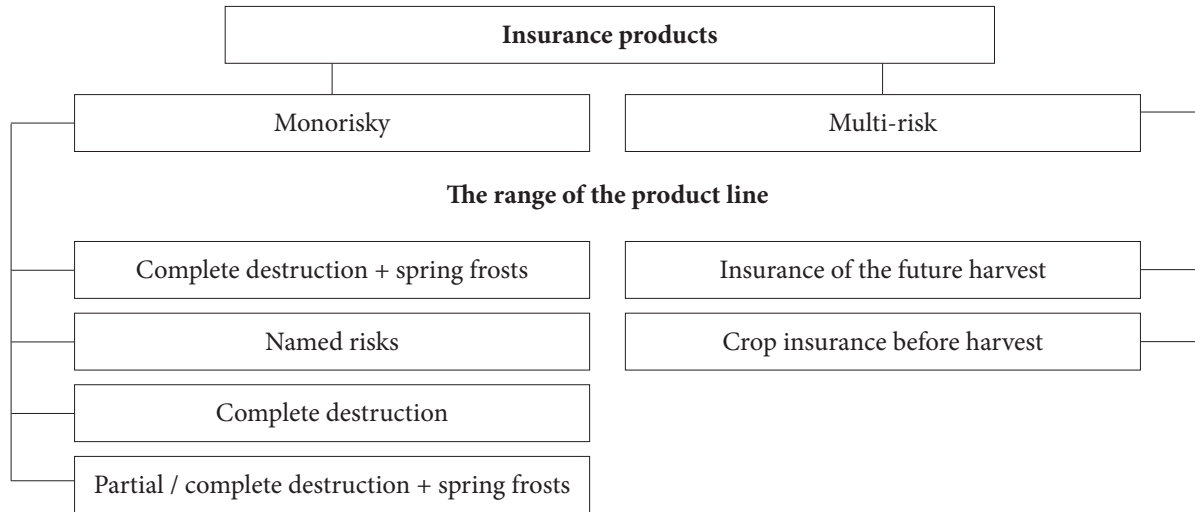 Insurance products
Monorisky
Multi-risk
The range of the product line
Complete destruction + spring frosts
Insurance of the future harvest
Named risks
Crop insurance before harvest
Complete destruction
Partial / complete destruction + spring frosts